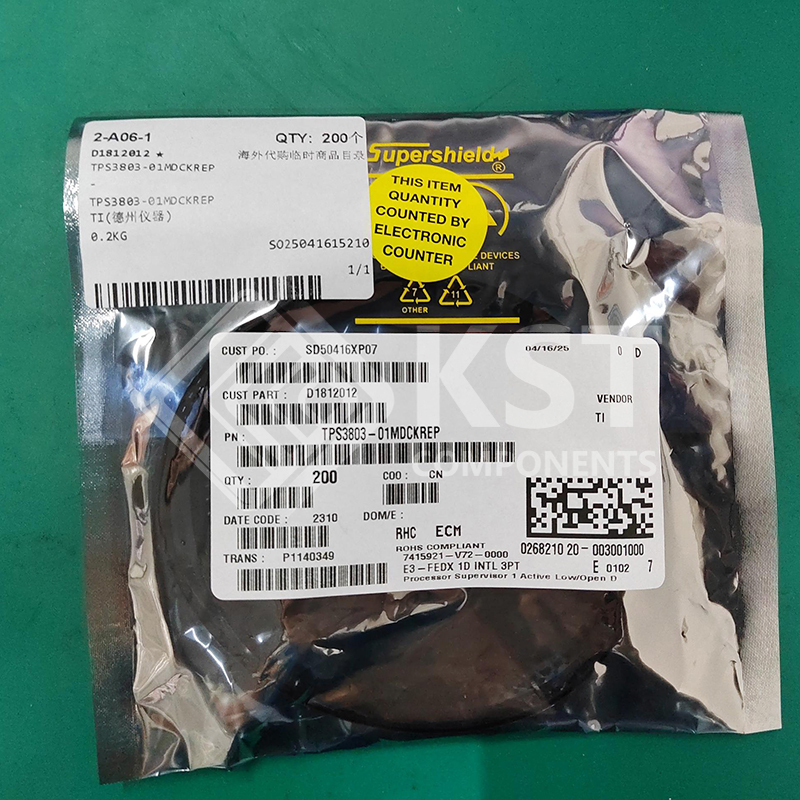 2-A06-1 QTY: 200个
D1812012 ★ 海外代购临时商品目录
TPS3803-01MDCKREP
-
TPS3803-01MDCKREP
TI(德州仪器)
0.2KG
SO25041615210
1/1
Supershield
®
THIS ITEM
QUANTITY
COUNTED BY
ELECTRONIC
COUNTER
DEVICES
7 11
OTHER
CUST PO. : SD50416XP07 04/16/25 0 D
CUST PART : D1812012 VENDOR
TI
PN : TPS3803-01MDCKREP
QTY : 200 COO : CN
DATE CODE : 2310 DOM/E :
RHC ECM
ROHS COMPLIANT
7415921-V72-0000
TRANS : P1140349 E3-FEDX 1D INTL 3PT
Processor Supervisor 1 Active Low/Open D
0268210 20-003001000
E 0102 7
KST
COMPONENTS